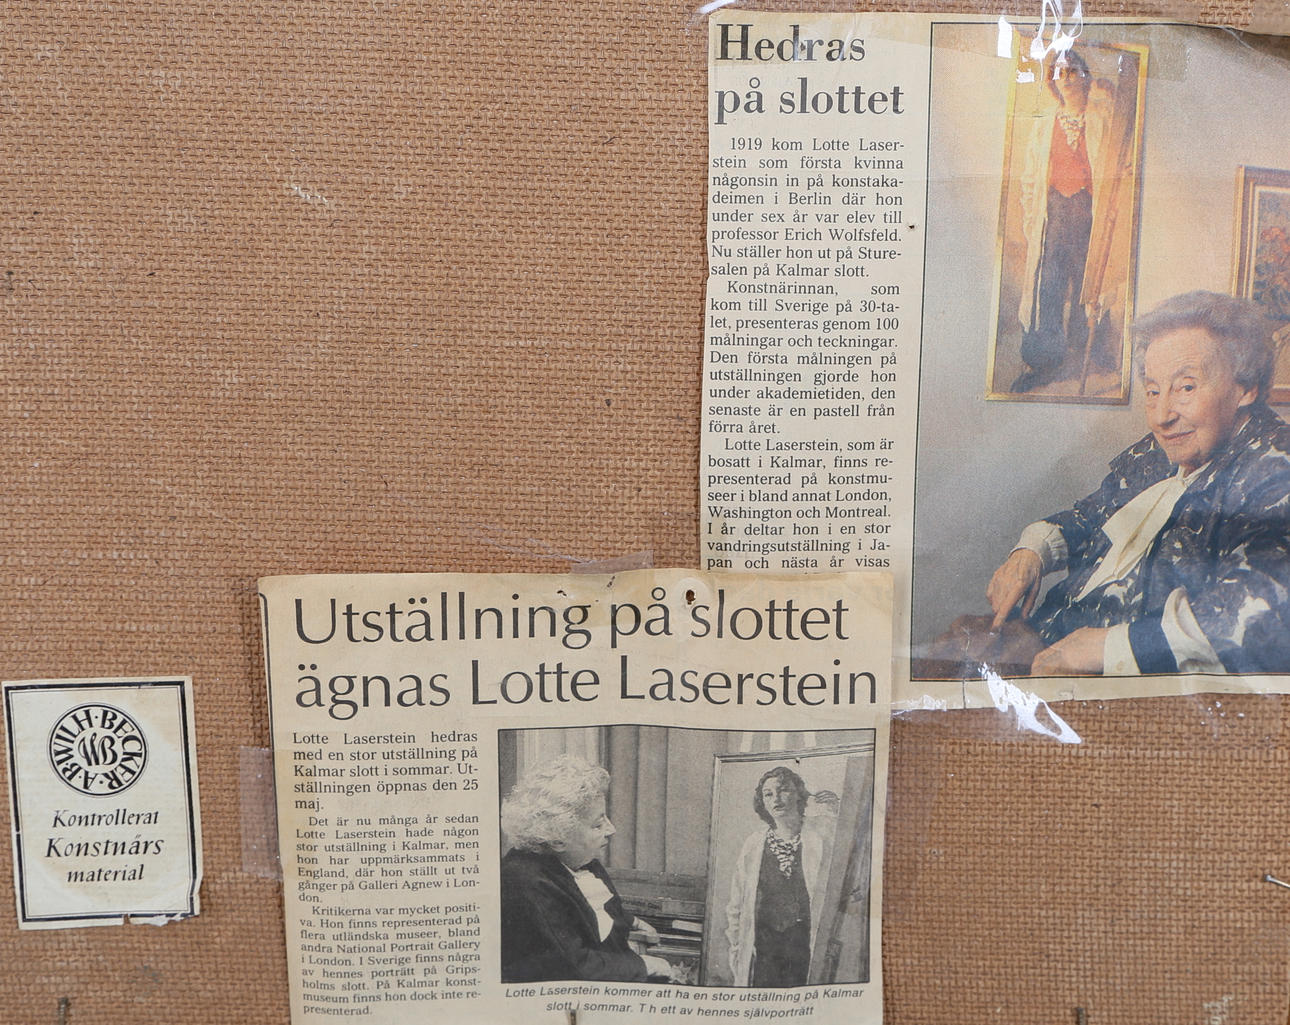 Hedras
på slottet
1919 kom Lotte Laser-
stein som första kvinna
någonsin in på konstaka-
deimen i Berlin där hon
under sex år var elev till
professor Erich Wolfsfeld.
Nu ställer hon ut på Sture-
salen på Kalmar slott.
Konstnärinnan, som
kom till Sverige på 30-ta-
let, presenteras genom 100
målningar och teckningar.
Den första målningen på
utställningen gjorde hon
under akademietiden, den
senaste är en pastell från
förra året.
Lotte Laserstein, som är
bosatt i Kalmar, finns re-
presenterad på konstmu-
seer i bland annat London,
Washington och Montreal.
I år deltar hon i en stor
vandringsutställning i Ja-
pan och nästa år visas
Utställning på slottet
ägnas Lotte Laserstein
Lotte Laserstein hedras
med en stor utställning på
Kalmar slott i sommar. Ut-
ställningen öppnas den 25
maj.
Det är nu många år sedan
Lotte Laserstein hade någon
stor utställning i Kalmar, men
hon har uppmärksammats i
England, där hon ställt ut två
gånger på Galleri Agnew i Lon-
don.
Kritikerna var mycket positi-
va. Hon finns representerad på
flera utländska museer, bland
andra National Portrait Gallery
i London. I Sverige finns några
av hennes porträtt på Grips-
holms slott. På Kalmar konst-
museum finns hon dock inte re-
presenterad.
Lotte Laserstein kommer att ha en stor utställning på Kalmar
slott i sommar. T h ett av hennes självporträtt
A·B·WILH·BECKER·
WB
Kontrollerat
Konstnärs
material